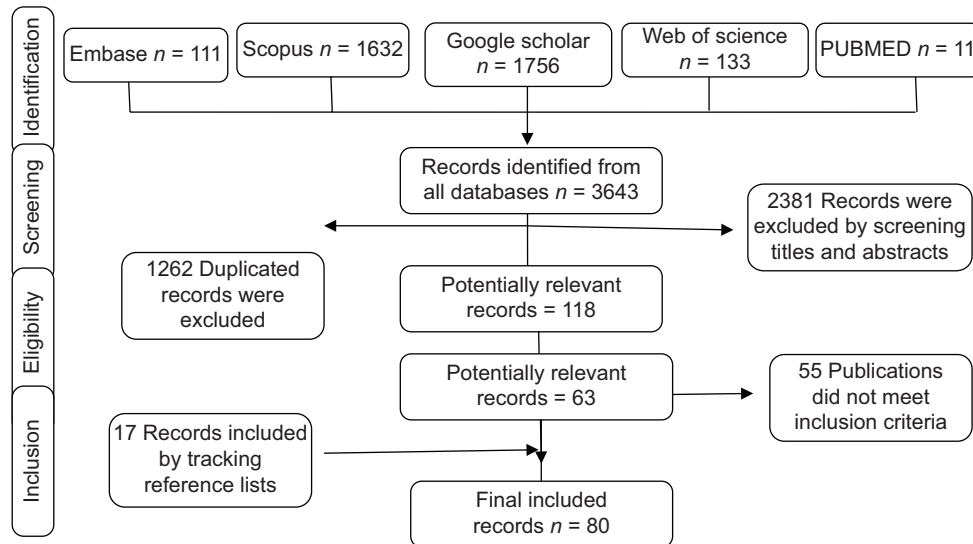 Identification
Embase n = 111
Scopus n = 1632
Google scholar
n = 1756
Web of science
n = 133
PUBMED n = 11
Screening
Records identified from
all databases n = 3643
2381 Records were
excluded by screening
titles and abstracts
1262 Duplicated
records were
excluded
Eligibility
Potentially relevant
records = 118
Potentially relevant
records = 63
55 Publications
did not meet
inclusion criteria
Inclusion
17 Records included
by tracking
reference lists
Final included
records n = 80